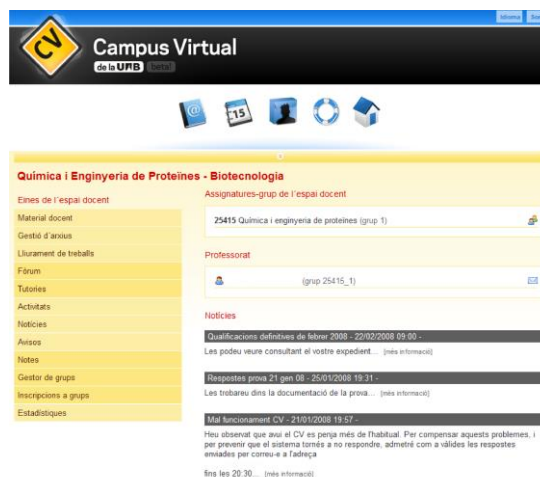 Idioma
CV
Campus Virtual
de la UAB beta!
@
15
Química i Enginyeria de Proteïnes - Biotecnologia
Eines de l'espai docent
Material docent
Gestió d'arxius
Lliurament de treballs
Fòrum
Tutories
Activitats
Notícies
Avisos
Notes
Gestor de grups
Inscripcions a grups
Estadístiques
Assignatures-grup de l'espai docent
25415 Química i enginyeria de proteïnes (grup 1)
Professorat
(grup 25415_1)
Notícies
Qualificacions definitives de febrer 2008 - 22/02/2008 09:00 -
Les podeu veure consultant el vostre expedient... [més informació]
Respostes prova 21 gen 08 - 25/01/2008 19:31 -
Les trobareu dins la documentació de la prova... [més informació]
Mal funcionament CV - 21/01/2008 19:57 -
Heu observat que avui el CV es penja més de l'habitual. Per compensar aquests problemes, i
per prevenir que el sistema tornés a no respondre, admetré com a vàlides les respostes
enviades per correu-e a l'adreça
fins les 20:30... [més informació]